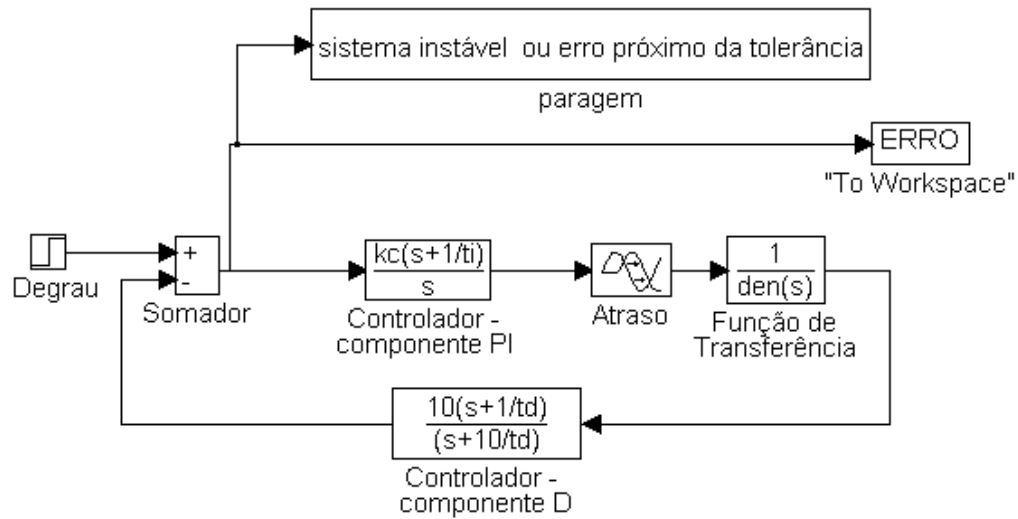 sistema instável ou erro próximo da tolerância
paragem
ERRO
"To Workspace"
+
-
Degrau
Somador
kc(s+1/ti)
s
Controlador -
componente PI
Atraso
1
den(s)
Função de
Transferência
10(s+1/td)
(s+10/td)
Controlador -
componente D